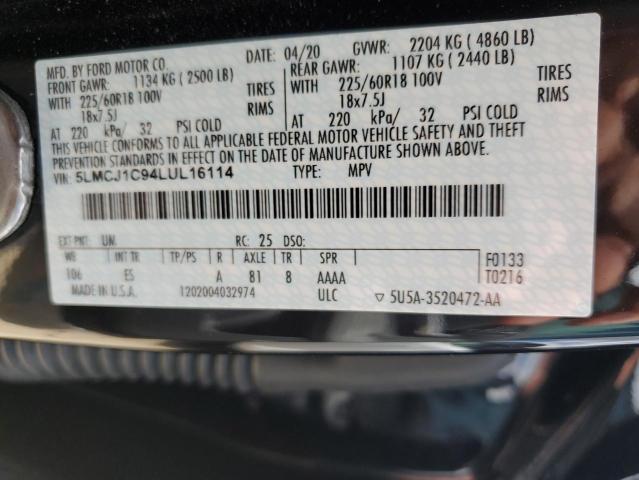 MFD. BY FORD MOTOR CO.
DATE: 04/20 GVWR: 2204 KG ( 4860 LB)
FRONT GAWR: 1134 KG ( 2500 LB)
REAR GAWR: 1107 KG ( 2440 LB)
WITH 225/60R18 100V TIRES
WITH 225/60R18 100V TIRES
18x7.5J RIMS
18x7.5J RIMS
AT 220 kPa/ 32 PSI COLD
AT 220 kPa/ 32 PSI COLD
THIS VEHICLE CONFORMS TO ALL APPLICABLE FEDERAL MOTOR VEHICLE SAFETY AND THEFT
PREVENTION STANDARDS IN EFFECT ON THE DATE OF MANUFACTURE SHOWN ABOVE.
VIN: 5LMCJ1C94LUL16114 TYPE: MPV
EXT PNT: UM RC: 25 DSO:
WB INT TR TP/PS R AXLE TR SPR
106 ES A 81 8 AAAA
F0133
T0216
MADE IN U.S.A. 1202004032974 ULC ▽ 5U5A-3520472-AA